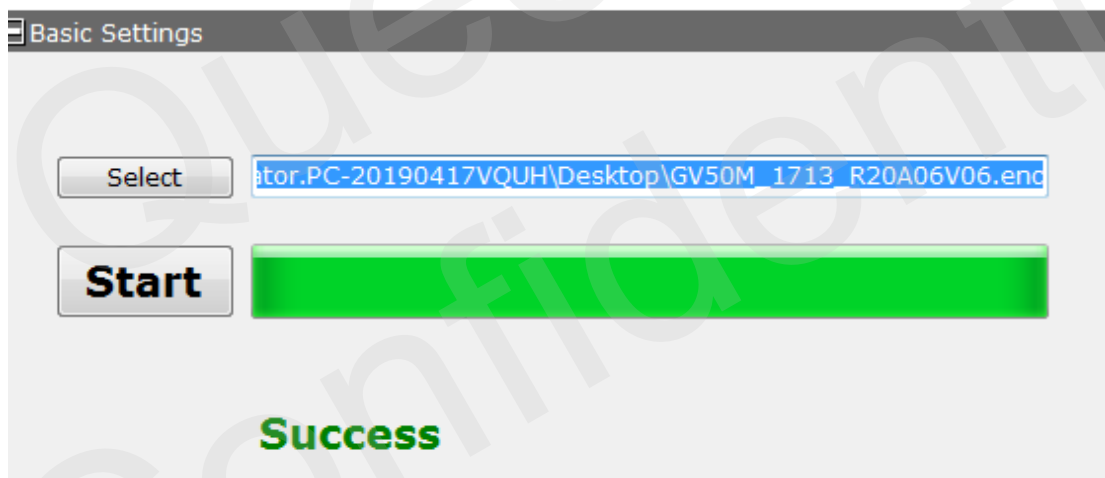 Basic Settings
Select
ator.PC-20190417VQUH\Desktop\GV50M_1713_R20A06V06.enc
Start
Success